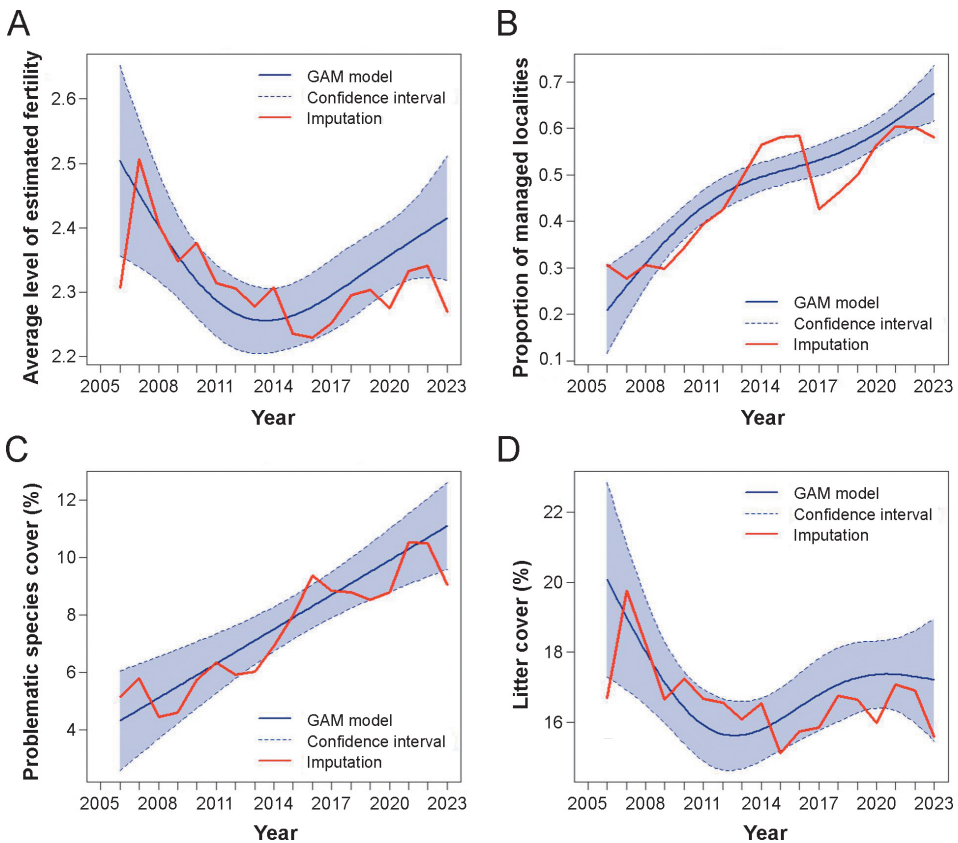 A
Average level of estimated fertility
2.6
2.5
2.4
2.3
2.2
GAM model
Confidence interval
Imputation
2005 2008 2011 2014 2017 2020 2023
Year
B
Proportion of managed localities
0.7
0.6
0.5
0.4
0.3
0.2
0.1
GAM model
Confidence interval
Imputation
2005 2008 2011 2014 2017 2020 2023
Year
C
Problematic species cover (%)
12
10
8
6
4
GAM model
Confidence interval
Imputation
2005 2008 2011 2014 2017 2020 2023
Year
D
Litter cover (%)
22
20
18
16
GAM model
Confidence interval
Imputation
2005 2008 2011 2014 2017 2020 2023
Year